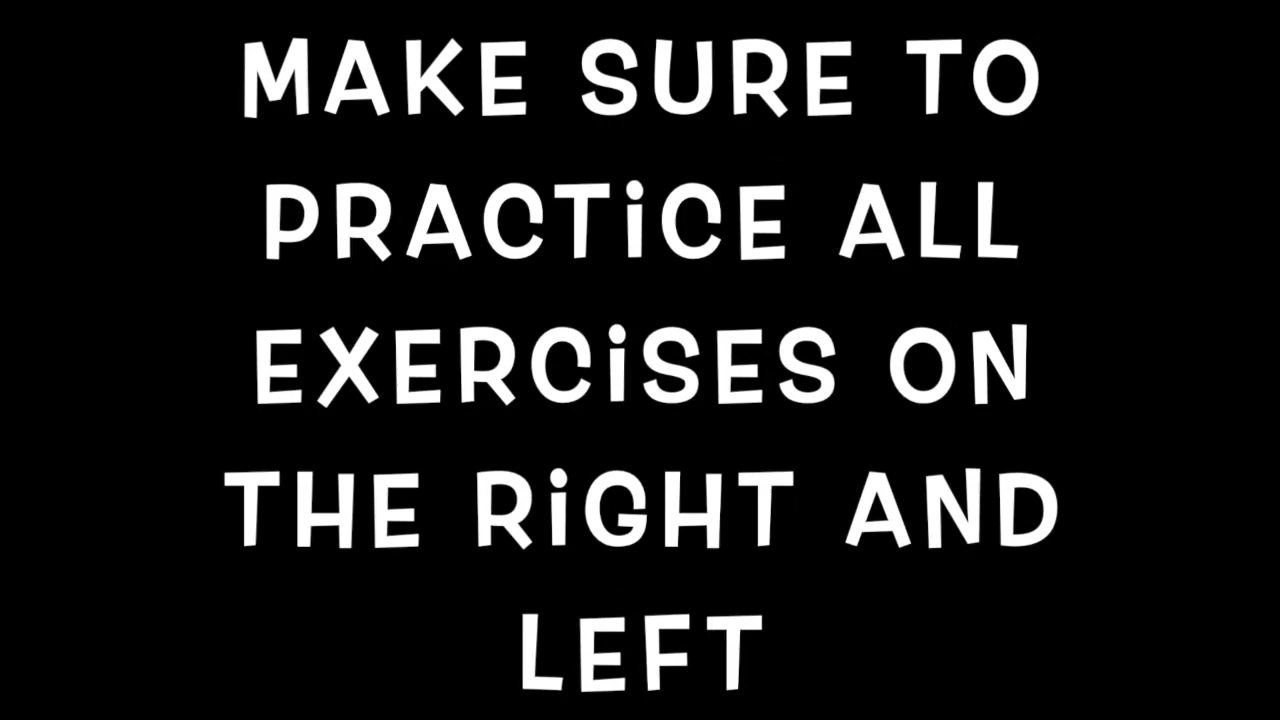 MAKE SURE TO
PRACTiCE ALL
EXERCiSES ON
THE RiGHT AND
LEFT